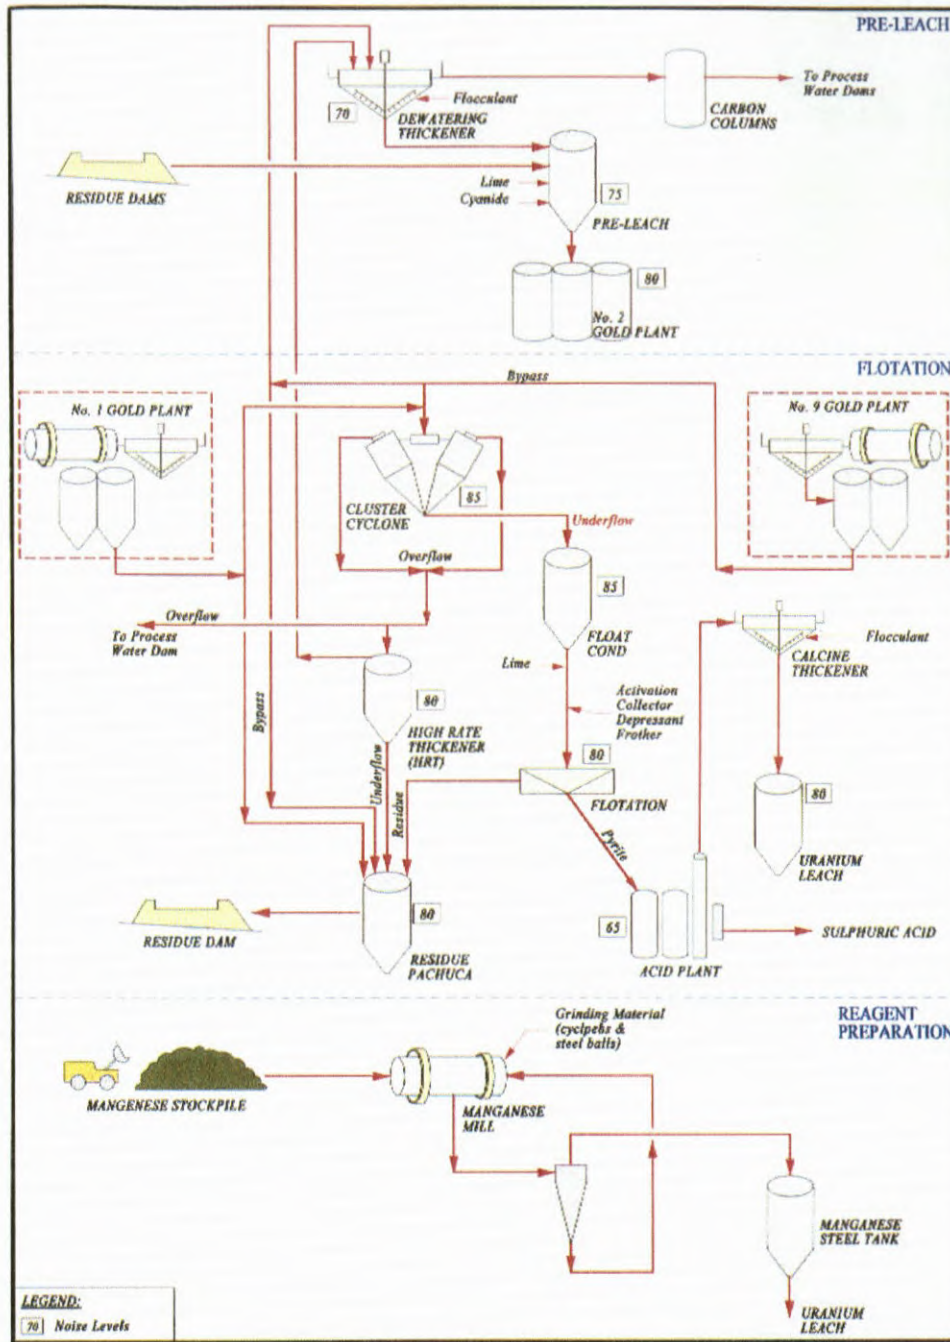 PRE-LEACH
Flocculant
70
DEWATERING
THICKENER
CARBON
COLUMNS
To Process
Water Dams
RESIDUE DAMS
Lime
Cyanide
75
PRE-LEACH
80
No. 2
GOLD PLANT
FLOTATION
Bypass
No. 1 GOLD PLANT
No. 9 GOLD PLANT
CLUSTER
CYCLONE
85
Underflow
Overflow
85
FLOAT
COND
Overflow
To Process
Water Dam
Lime
Flocculant
CALCINE
THICKENER
Bypass
80
HIGH RATE
THICKENER
(HRT)
Activation
Collector
Depressant
Frother
Underflow
Residue
80
FLOTATION
Pyrite
80
URANIUM
LEACH
RESIDUE DAM
80
RESIDUE
PACHUCA
65
ACID PLANT
SULPHURIC ACID
REAGENT
PREPARATION
Grinding Material
(cyclpebs &
steel balls)
MANGENESE STOCKPILE
MANGANESE
MILL
MANGANESE
STEEL TANK
URANIUM
LEACH
LEGEND:
70 Noise Levels